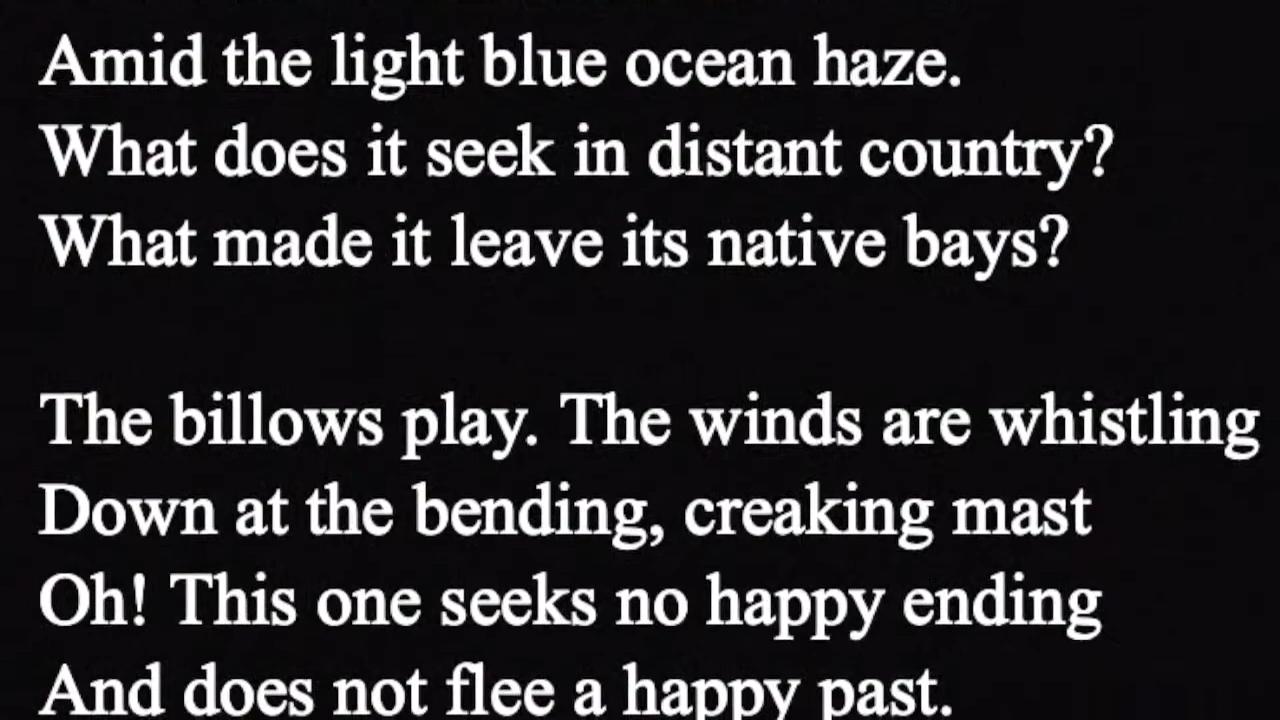 Amid the light blue ocean haze.
What does it seek in distant country?
What made it leave its native bays?
The billows play. The winds are whistling
Down at the bending, creaking mast
Oh! This one seeks no happy ending
And does not flee a happy past.